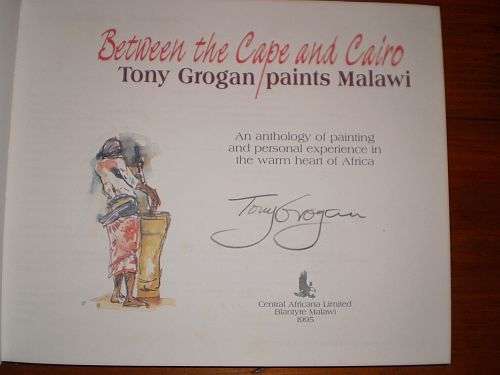 Between the Cape and Cairo
Tony Grogan/paints Malawi
An anthology of painting
and personal experience in
the warm heart of Africa
Tony Grogan
Central Africana Limited
Blantyre Malawi
1995